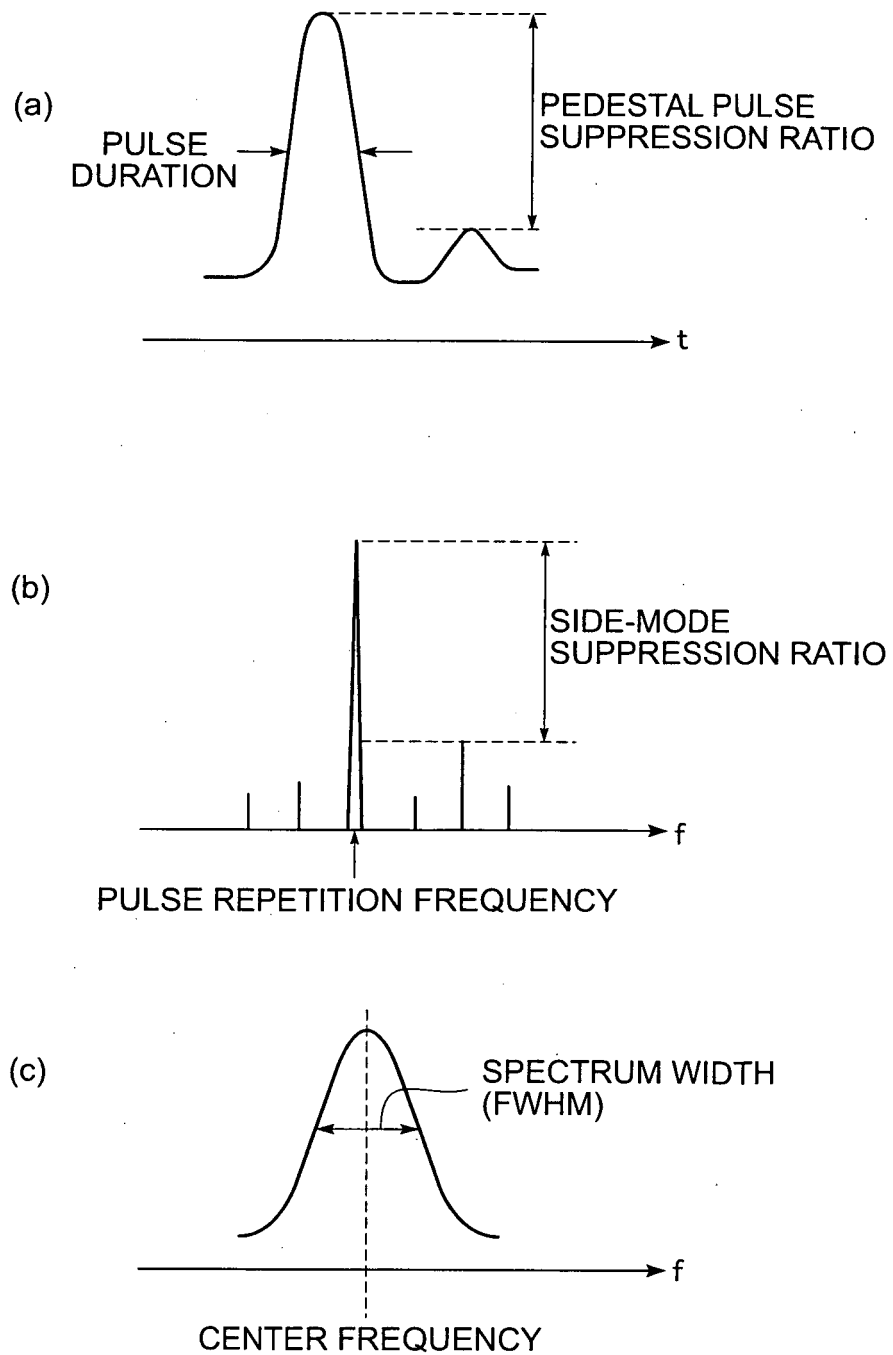 (a)
PULSE
DURATION
PEDESTAL PULSE
SUPPRESSION RATIO
t
(b)
SIDE-MODE
SUPPRESSION RATIO
f
PULSE REPETITION FREQUENCY
(c)
SPECTRUM WIDTH
(FWHM)
f
CENTER FREQUENCY